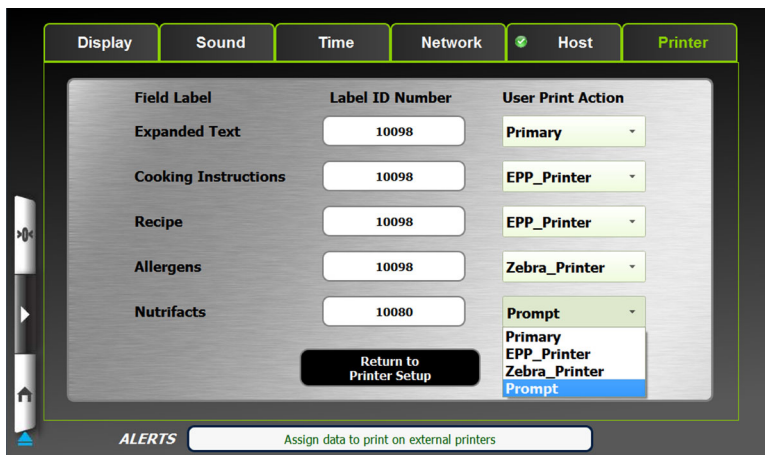 Display Sound Time Network Host Printer
Field Label Label ID Number User Print Action
Expanded Text 10098 Primary
Cooking Instructions 10098 EPP_Printer
Recipe 10098 EPP_Printer
Allergens 10098 Zebra_Printer
Nutrifacts 10080 Prompt
Primary
EPP_Printer
Zebra_Printer
Prompt
Return to
Printer Setup
>0<
ALERTS Assign data to print on external printers